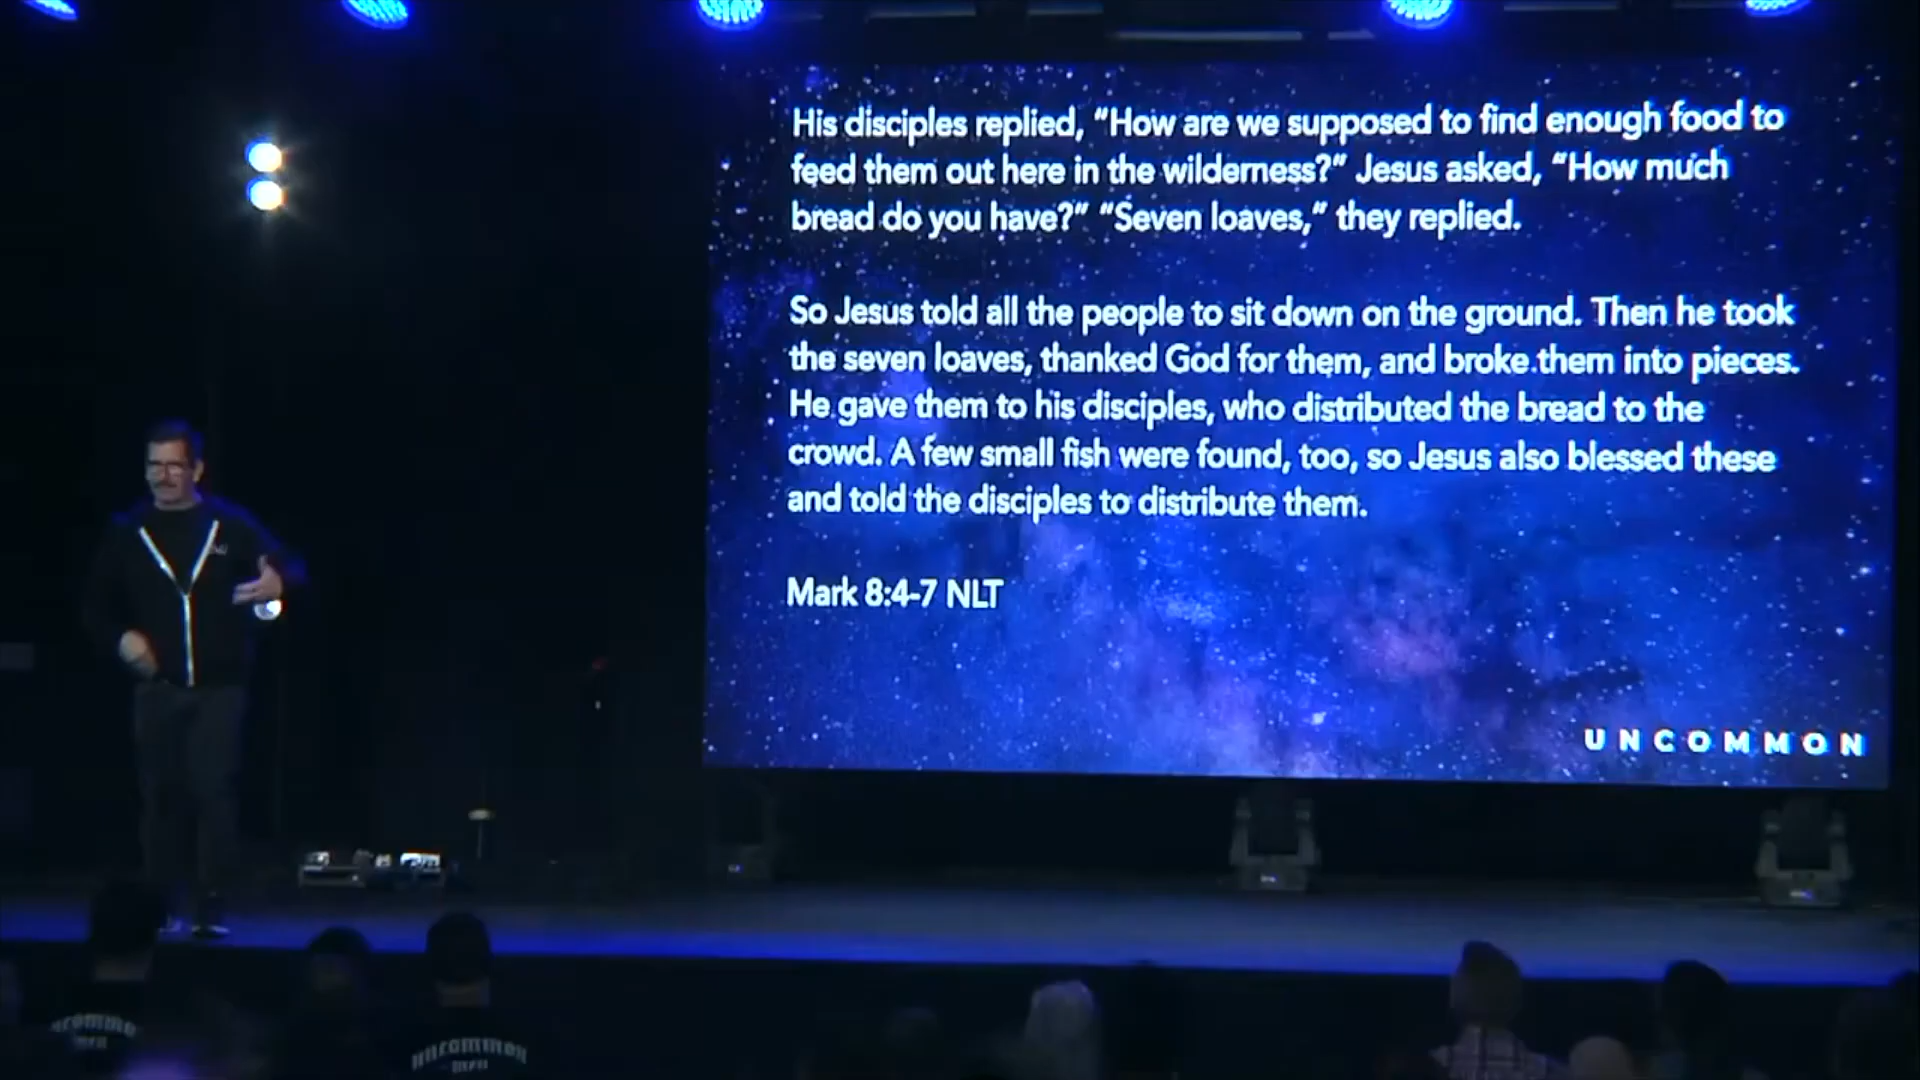 His disciples replied, “How are we supposed to find enough food to
feed them out here in the wilderness?” Jesus asked, “How much
bread do you have?” “Seven loaves,” they replied.
So Jesus told all the people to sit down on the ground. Then he took
the seven loaves, thanked God for them, and broke them into pieces.
He gave them to his disciples, who distributed the bread to the
crowd. A few small fish were found, too, so Jesus also blessed these
and told the disciples to distribute them.
Mark 8:4-7 NLT
UNCOMMON
uncommon
men